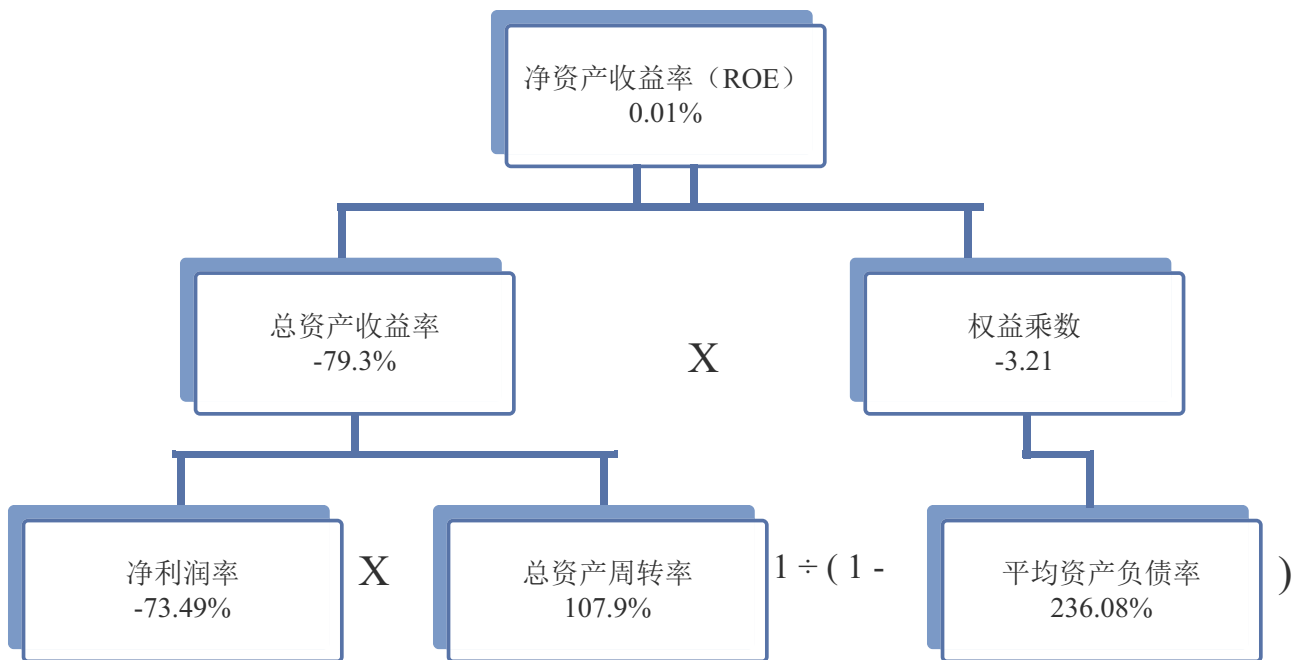 净资产收益率（ROE）
0.01%
总资产收益率
-79.3%
X
权益乘数
-3.21
净利润率
-73.49%
X
总资产周转率
107.9%
1 ÷ ( 1 -
平均资产负债率
236.08%
)